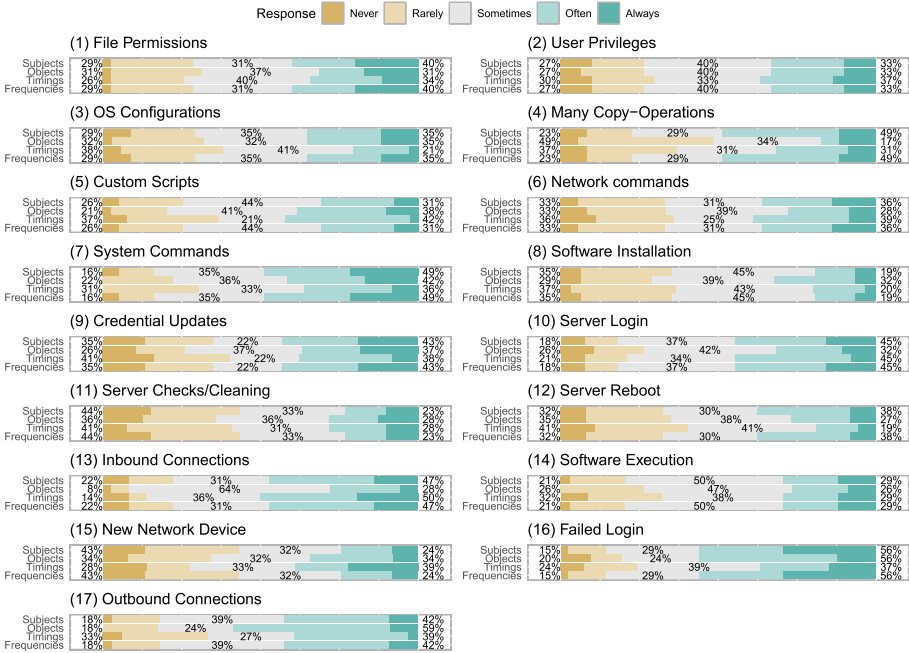 Response Never Rarely Sometimes Often Always
(1) File Permissions
Subjects 29% 31% 40%
Objects 31% 37% 31%
Timings 26% 40% 34%
Frequencies 29% 31% 40%
(2) User Privileges
Subjects 27% 40% 33%
Objects 27% 40% 33%
Timings 30% 33% 37%
Frequencies 27% 40% 33%
(3) OS Configurations
Subjects 29% 35% 35%
Objects 32% 32% 35%
Timings 38% 41% 21%
Frequencies 29% 35% 35%
(4) Many Copy−Operations
Subjects 23% 29% 49%
Objects 49% 34% 17%
Timings 37% 31% 31%
Frequencies 23% 29% 49%
(5) Custom Scripts
Subjects 26% 44% 31%
Objects 21% 41% 38%
Timings 37% 21% 42%
Frequencies 26% 44% 31%
(6) Network commands
Subjects 33% 31% 36%
Objects 33% 39% 28%
Timings 36% 25% 39%
Frequencies 33% 31% 36%
(7) System Commands
Subjects 16% 35% 49%
Objects 22% 36% 42%
Timings 31% 33% 36%
Frequencies 16% 35% 49%
(8) Software Installation
Subjects 35% 45% 19%
Objects 29% 39% 32%
Timings 37% 43% 20%
Frequencies 35% 45% 19%
(9) Credential Updates
Subjects 35% 22% 43%
Objects 26% 37% 37%
Timings 41% 22% 38%
Frequencies 35% 22% 43%
(10) Server Login
Subjects 18% 37% 45%
Objects 26% 42% 32%
Timings 21% 34% 45%
Frequencies 18% 37% 45%
(11) Server Checks/Cleaning
Subjects 44% 33% 23%
Objects 36% 36% 28%
Timings 41% 31% 28%
Frequencies 44% 33% 23%
(12) Server Reboot
Subjects 32% 30% 38%
Objects 35% 38% 27%
Timings 41% 41% 19%
Frequencies 32% 30% 38%
(13) Inbound Connections
Subjects 22% 31% 47%
Objects 8% 64% 28%
Timings 14% 36% 50%
Frequencies 22% 31% 47%
(14) Software Execution
Subjects 21% 50% 29%
Objects 26% 47% 26%
Timings 32% 38% 29%
Frequencies 21% 50% 29%
(15) New Network Device
Subjects 43% 32% 24%
Objects 34% 32% 34%
Timings 28% 33% 39%
Frequencies 43% 32% 24%
(16) Failed Login
Subjects 15% 29% 56%
Objects 20% 24% 56%
Timings 24% 39% 37%
Frequencies 15% 29% 56%
(17) Outbound Connections
Subjects 18% 39% 42%
Objects 18% 24% 59%
Timings 33% 27% 39%
Frequencies 18% 39% 42%